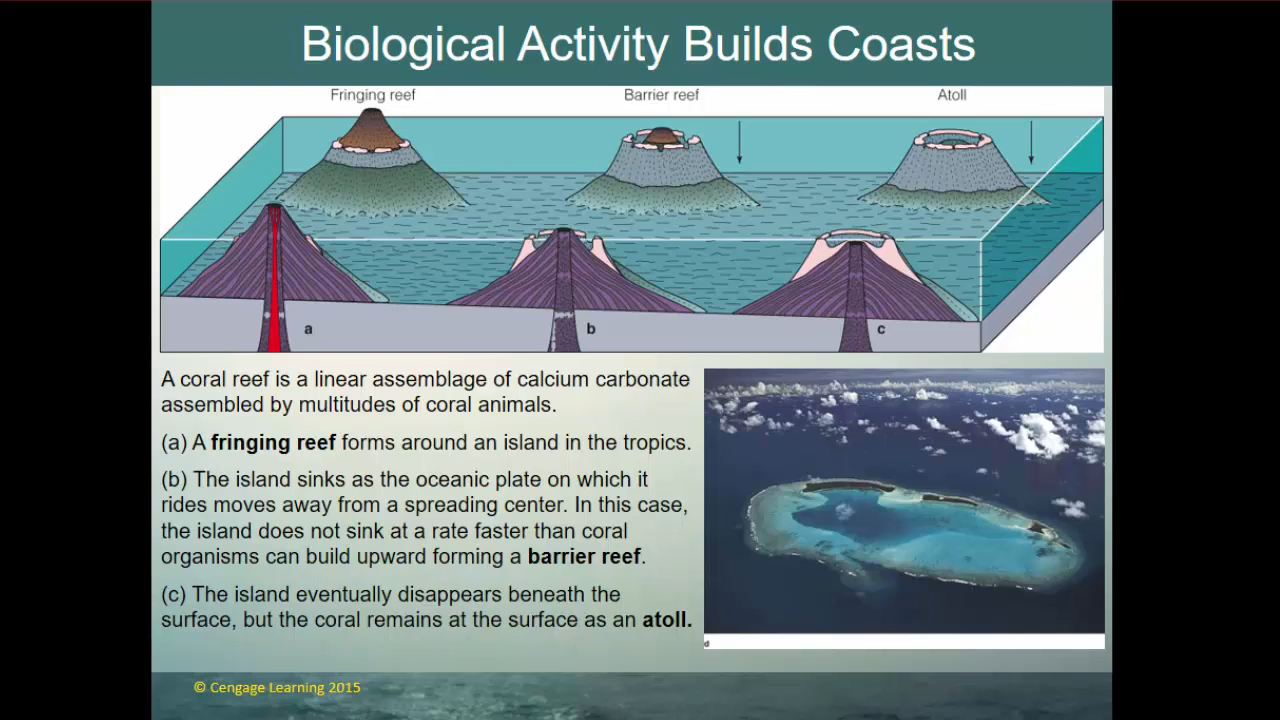 Biological Activity Builds Coasts
Fringing reef
Barrier reef
Atoll
a
b
c
A coral reef is a linear assemblage of calcium carbonate
assembled by multitudes of coral animals.
(a) A fringing reef forms around an island in the tropics.
(b) The island sinks as the oceanic plate on which it
rides moves away from a spreading center. In this case,
the island does not sink at a rate faster than coral
organisms can build upward forming a barrier reef.
(c) The island eventually disappears beneath the
surface, but the coral remains at the surface as an atoll.
d
© Cengage Learning 2015